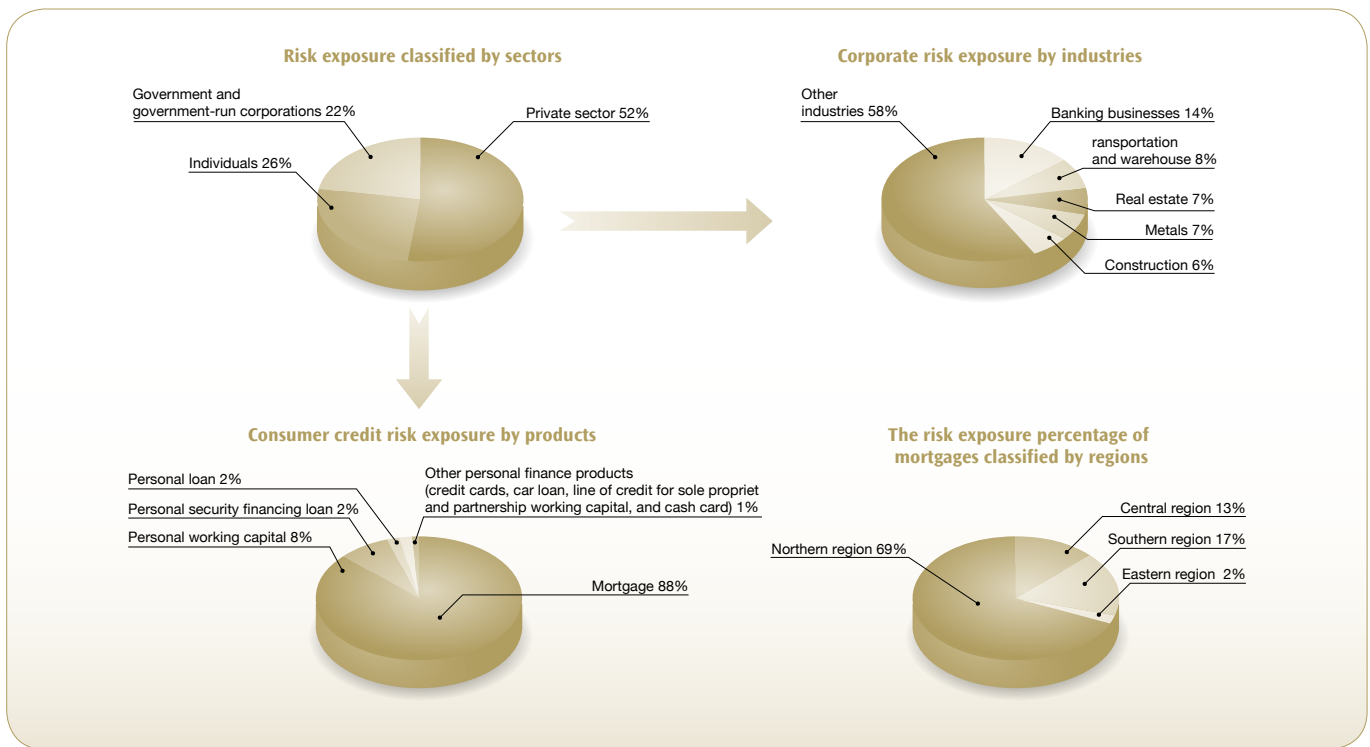 Risk exposure classified by sectors
Government and
government-run corporations 22%
Private sector 52%
Individuals 26%
Corporate risk exposure by industries
Other
industries 58%
Banking businesses 14%
ransportation
and warehouse 8%
Real estate 7%
Metals 7%
Construction 6%
Consumer credit risk exposure by products
Personal loan 2%
Other personal finance products
(credit cards, car loan, line of credit for sole propriet
and partnership working capital, and cash card) 1%
Personal security financing loan 2%
Personal working capital 8%
Mortgage 88%
The risk exposure percentage of
mortgages classified by regions
Central region 13%
Southern region 17%
Northern region 69%
Eastern region 2%